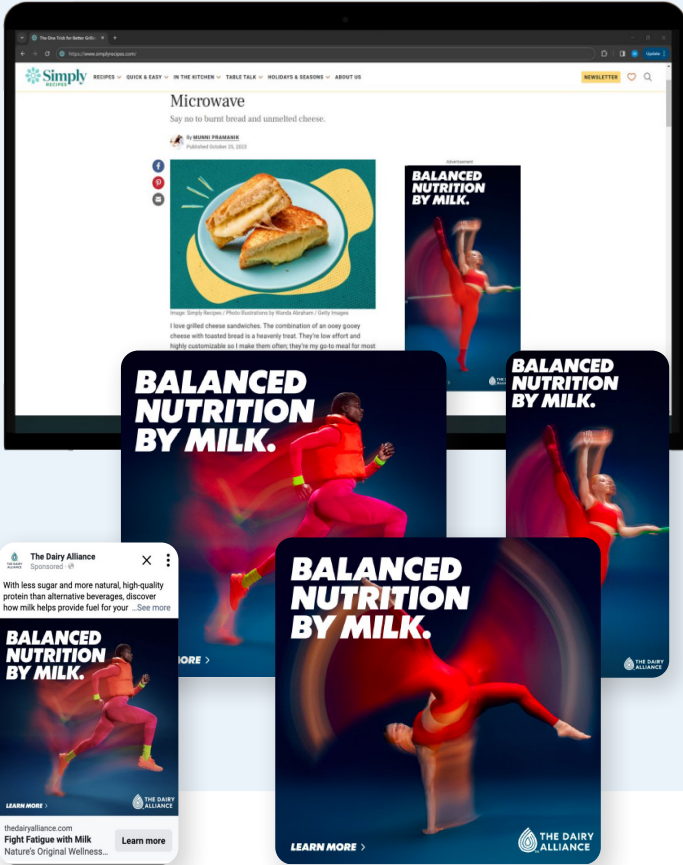 The One Trick for Better Grille
https://www.simplyrecipes.com/
Update
Simply
RECIPES
RECIPES
QUICK & EASY
IN THE KITCHEN
TABLE TALK
HOLIDAYS & SEASONS
ABOUT US
NEWSLETTER
Microwave
Say no to burnt bread and unmelted cheese.
By MUNNI PRAMANIK
Published October 25, 2023
Image: Simply Recipes / Photo Illustrations by Wanda Abraham / Getty Images
I love grilled cheese sandwiches. The combination of an ooey gooey
cheese with toasted bread is a heavenly treat. They're low effort and
highly customizable so I make them often; they're my go-to meal for most
Advertisement
BALANCED
NUTRITION
BY MILK.
BALANCED
NUTRITION
BY MILK.
ORE >
BALANCED
NUTRITION
BY MILK.
THE DAIRY
ALLIANCE
The Dairy Alliance
Sponsored ·
With less sugar and more natural, high-quality
protein than alternative beverages, discover
how milk helps provide fuel for your ...See more
BALANCED
NUTRITION
BY MILK.
LEARN MORE >
THE DAIRY
ALLIANCE
thedairyalliance.com
Fight Fatigue with Milk
Nature's Original Wellness...
Learn more
BALANCED
NUTRITION
BY MILK.
LEARN MORE >
THE DAIRY
ALLIANCE